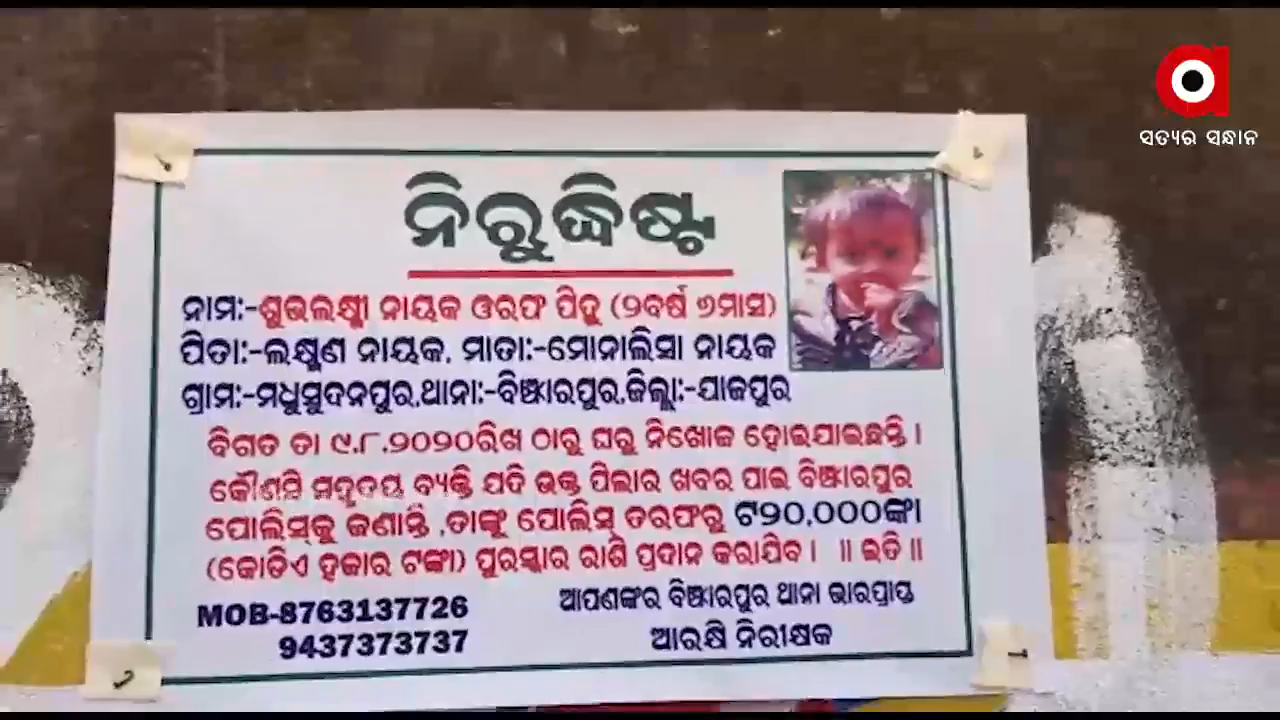 ସତ୍ୟର ସନ୍ଧାନ
ନିରୁଦ୍ଧିଷ୍ଟ
ନାମ:-ଶୁଭଲକ୍ଷ୍ମୀ ନାୟକ ଓରଫ ପିହୁ (୨ବର୍ଷ ୬ମାସ)
ପିତା:-ଲକ୍ଷ୍ମଣ ନାୟକ, ମାତା:-ମୋନାଲିସା ନାୟକ
ଗ୍ରାମ:-ମଧୁସୁଦନପୁର,ଥାନା:-ବିଞ୍ଝାରପୁର,ଜିଲ୍ଲା:-ଯାଜପୁର
ବିଗତ ତା ୯.୮.୨୦୨୦ରିଖ ଠାରୁ ଘରୁ ନିଖୋଜ ହୋଇଯାଇଛନ୍ତି ।
କୌଣସି ସହୃଦୟ ବ୍ୟକ୍ତି ଯଦି ଉକ୍ତ ପିଲାର ଖବର ପାଇ ବିଞ୍ଝାରପୁର
ପୋଲିସ୍‌କୁ ଜଣାନ୍ତି ,ତାଙ୍କୁ ପୋଲିସ୍ ତରଫରୁ ଟ୨୦,୦୦୦ଙ୍କା
(କୋଡିଏ ହଜାର ଟଙ୍କା) ପୁରସ୍କାର ରାଶି ପ୍ରଦାନ କରାଯିବ । ॥ ଇତି ॥
MOB-8763137726
9437373737
ଆପଣଙ୍କର ବିଞ୍ଝାରପୁର ଥାନା ଭାରପ୍ରାପ୍ତ
ଆରକ୍ଷି ନିରୀକ୍ଷକ